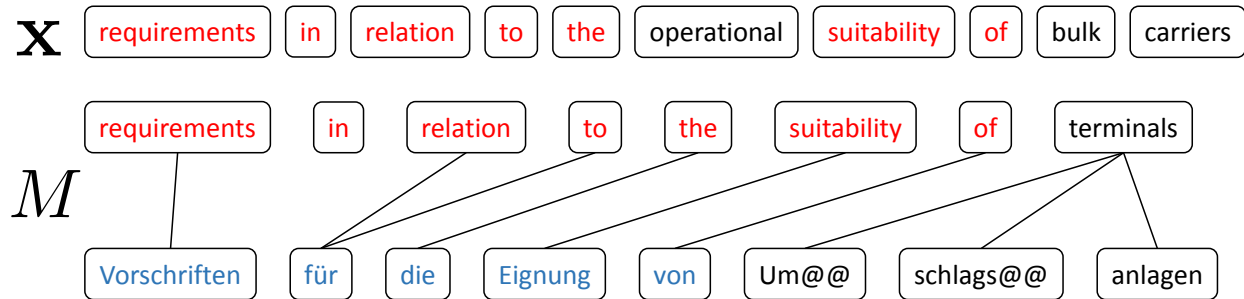 x requirements in relation to the operational suitability of bulk carriers
requirements in relation to the suitability of terminals
M
Vorschriften für die Eignung von Um@@ schlags@@ anlagen